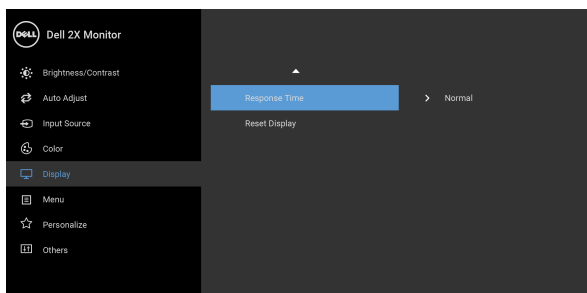 DELL
Dell 2X Monitor
Brightness/Contrast
Auto Adjust
Input Source
Color
Display
Menu
Personalize
Others
Response Time
Normal
Reset Display